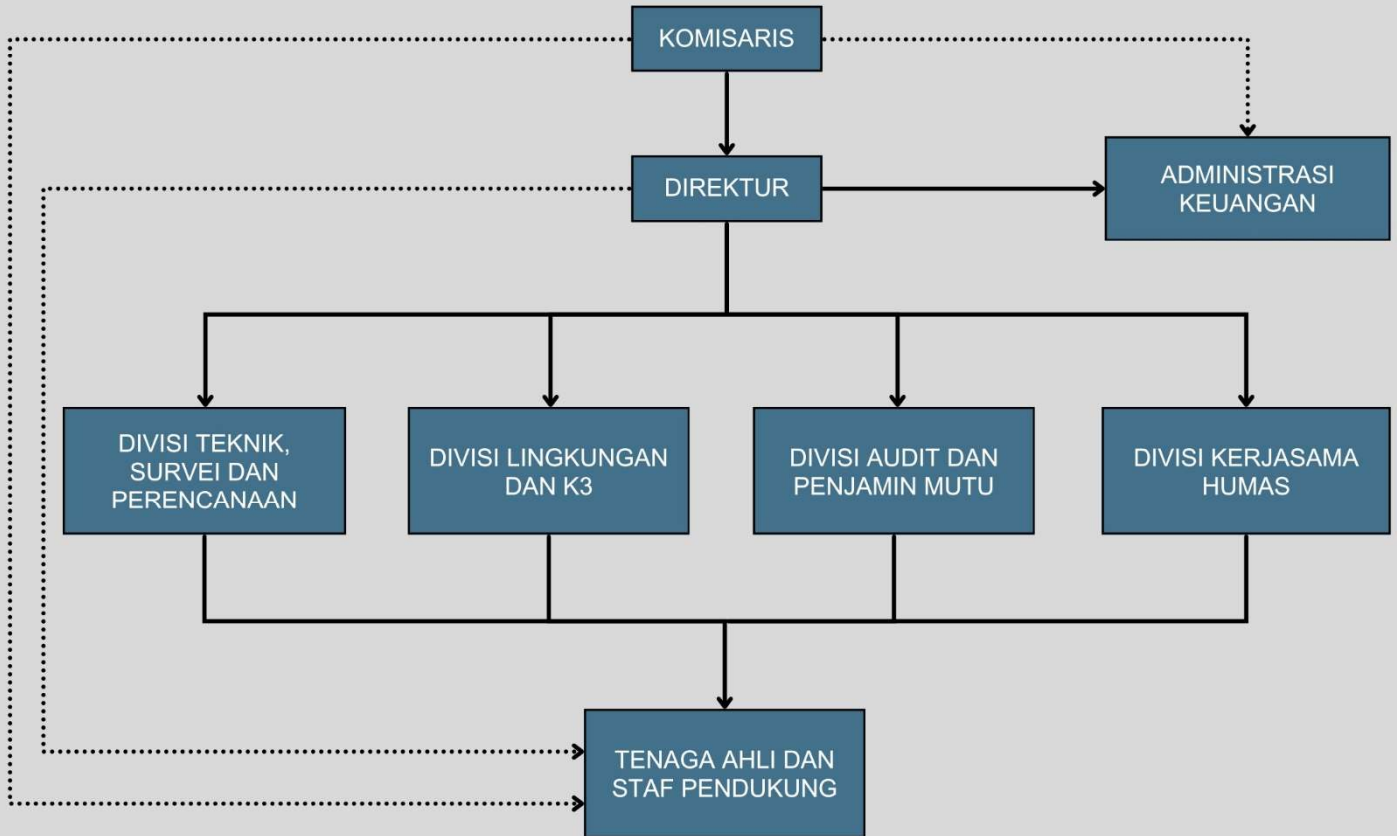 KOMISARIS
DIREKTUR
ADMINISTRASI
KEUANGAN
DIVISI TEKNIK,
SURVEI DAN
PERENCANAAN
DIVISI LINGKUNGAN
DAN K3
DIVISI AUDIT DAN
PENJAMIN MUTU
DIVISI KERJASAMA
HUMAS
TENAGA AHLI DAN
STAF PENDUKUNG